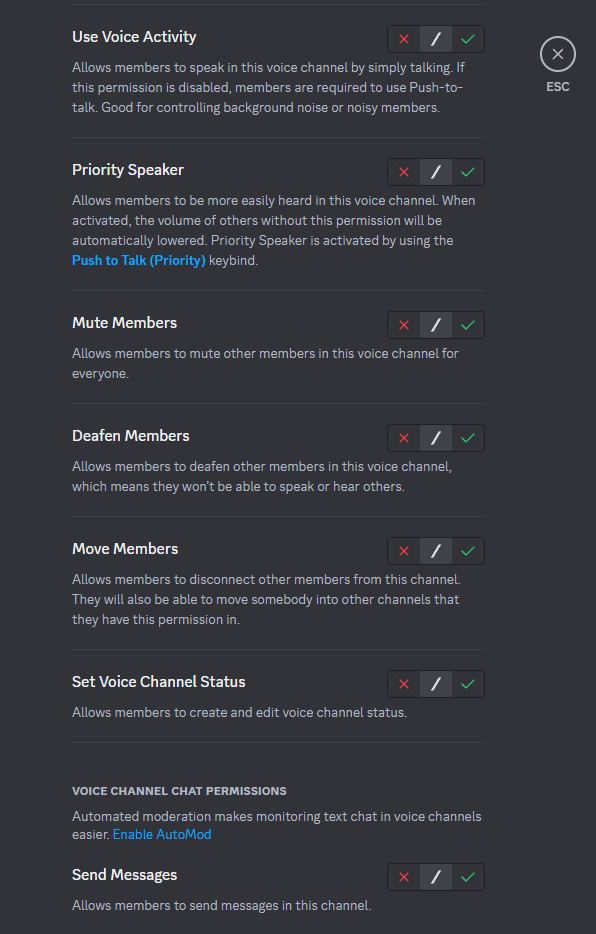 Use Voice Activity
Allows members to speak in this voice channel by simply talking. If
this permission is disabled, members are required to use Push-to-
talk. Good for controlling background noise or noisy members.
ESC
Priority Speaker
Allows members to be more easily heard in this voice channel. When
activated, the volume of others without this permission will be
automatically lowered. Priority Speaker is activated by using the
Push to Talk (Priority) keybind.
Mute Members
Allows members to mute other members in this voice channel for
everyone.
Deafen Members
Allows members to deafen other members in this voice channel,
which means they won't be able to speak or hear others.
Move Members
Allows members to disconnect other members from this channel.
They will also be able to move somebody into other channels that
they have this permission in.
Set Voice Channel Status
Allows members to create and edit voice channel status.
VOICE CHANNEL CHAT PERMISSIONS
Automated moderation makes monitoring text chat in voice channels
easier. Enable AutoMod
Send Messages
Allows members to send messages in this channel.